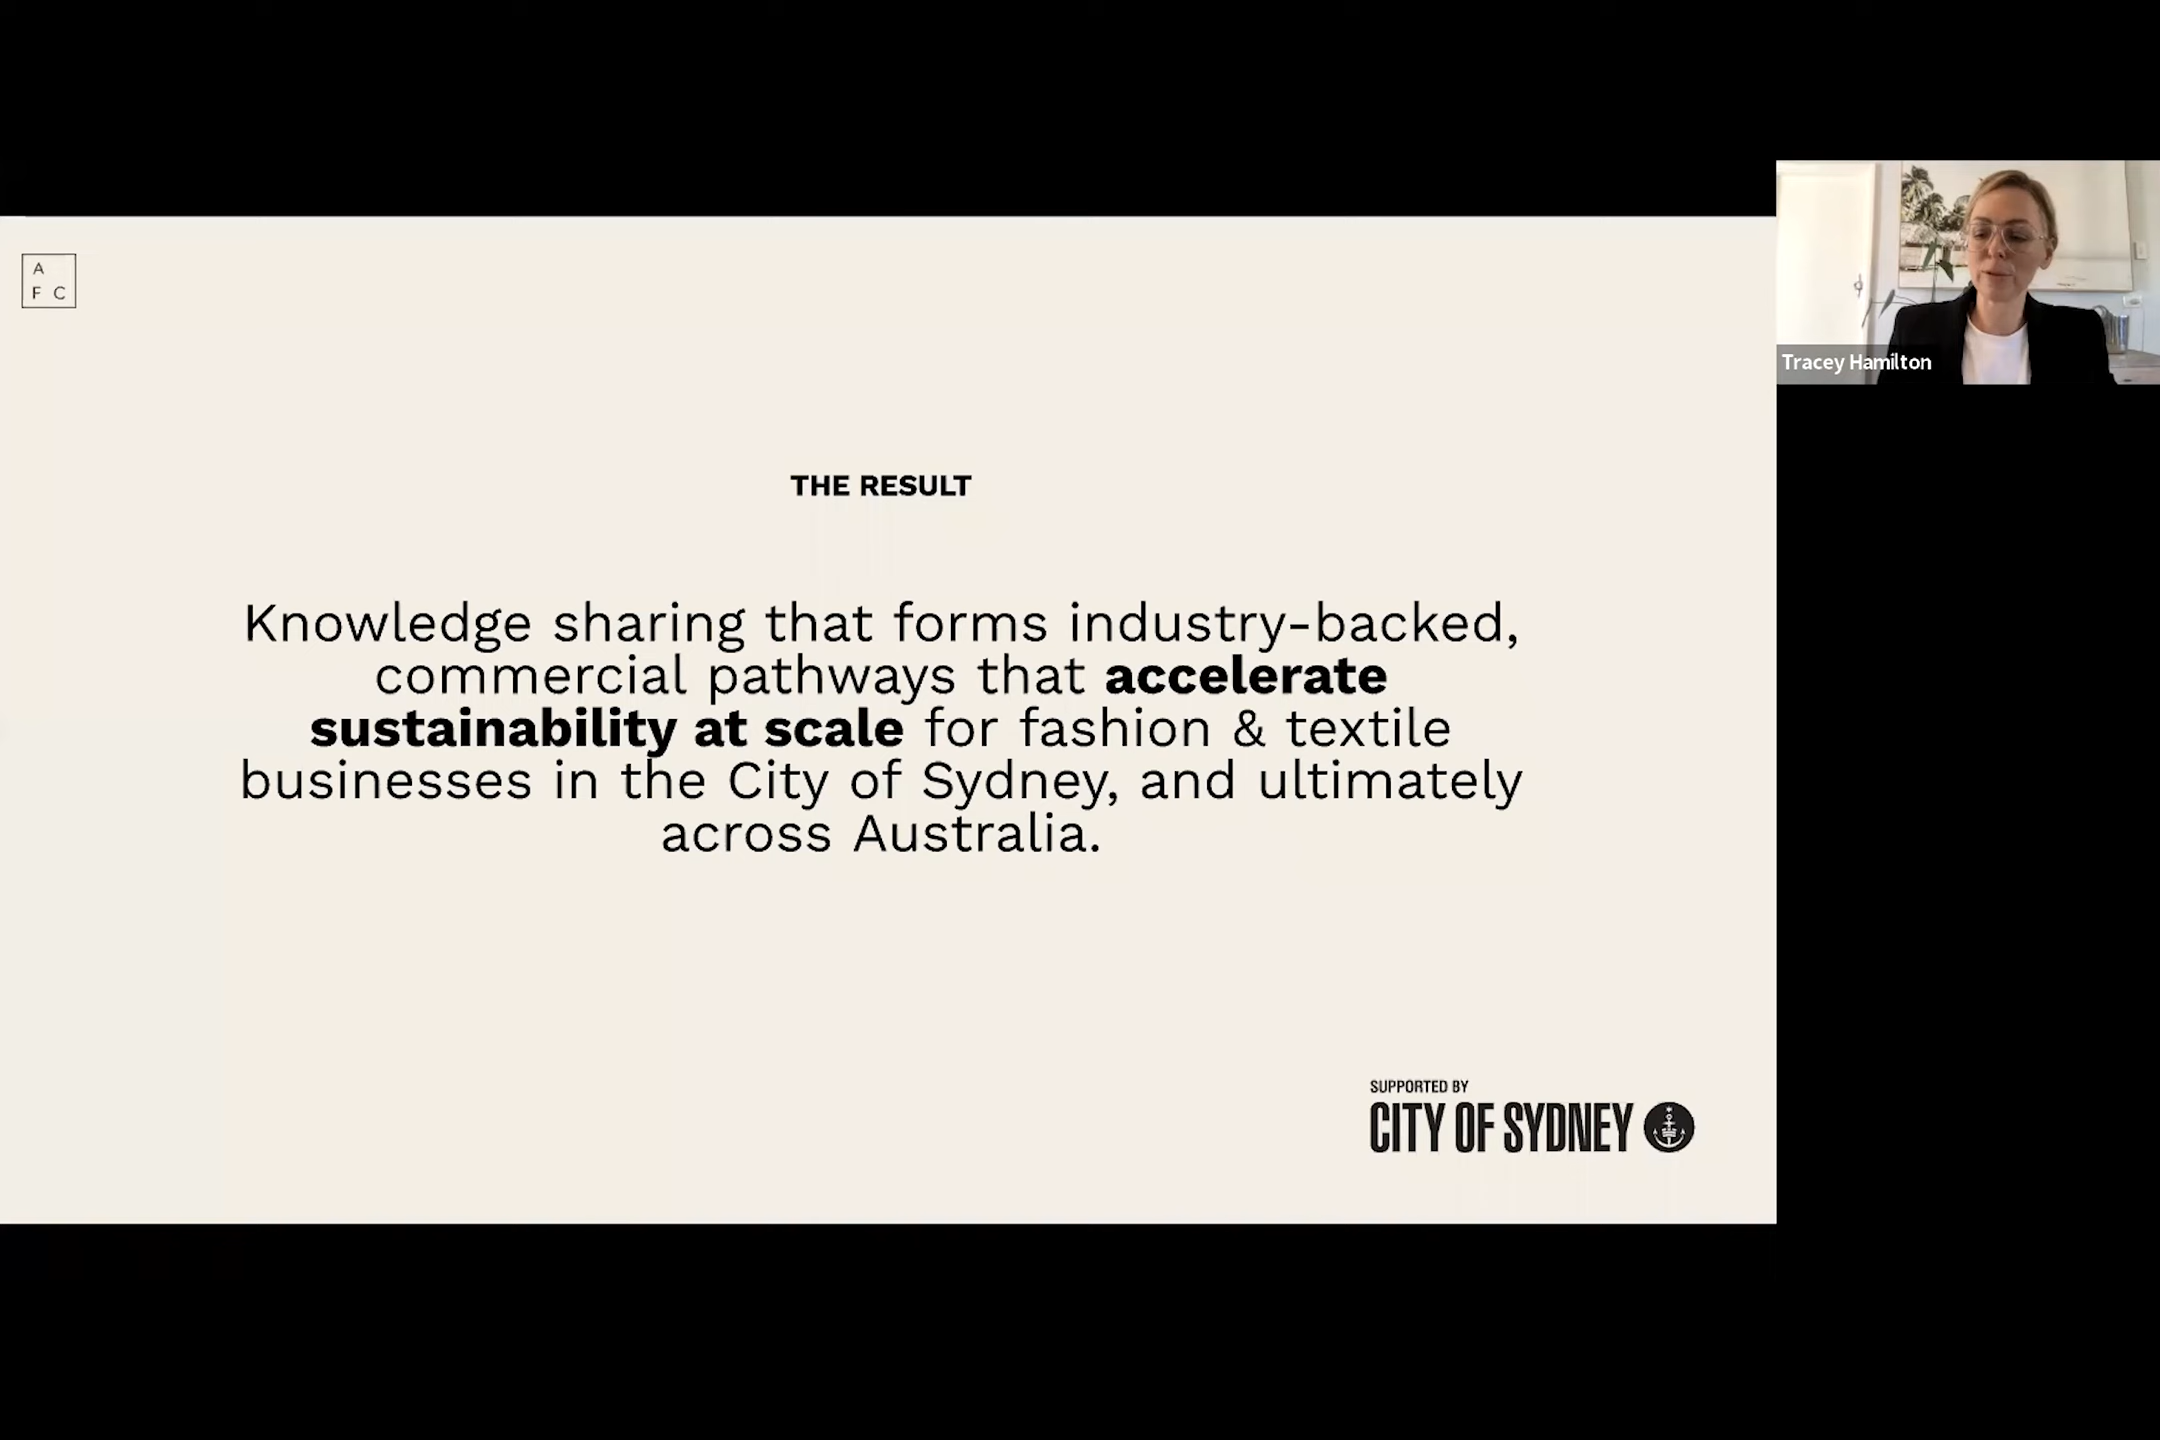 A
F C
Tracey Hamilton
THE RESULT
Knowledge sharing that forms industry-backed,
commercial pathways that accelerate
sustainability at scale for fashion & textile
businesses in the City of Sydney, and ultimately
across Australia.
SUPPORTED BY
CITY OF SYDNEY